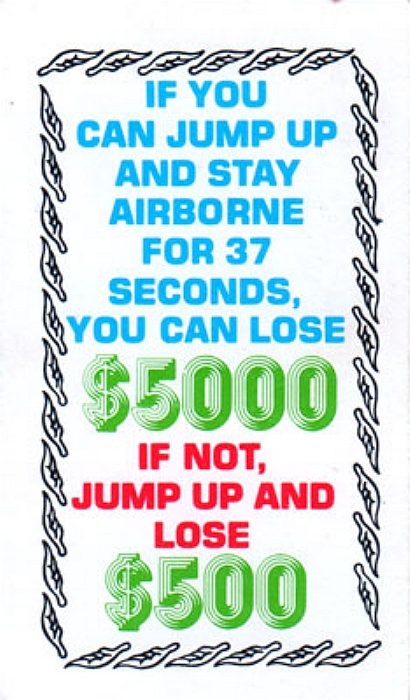 IF YOU
CAN JUMP UP
AND STAY
AIRBORNE
FOR 37
SECONDS,
YOU CAN LOSE
$5000
IF NOT,
JUMP UP AND
LOSE
$500